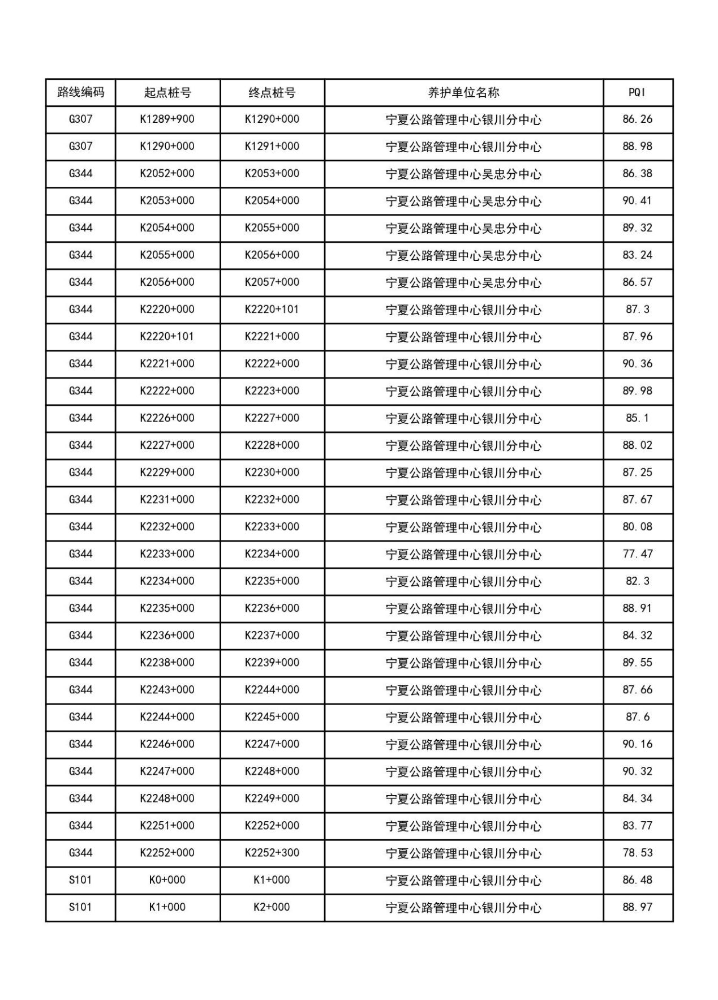 路线编码 起点桩号 终点桩号 养护单位名称 PQI
G307 K1289+900 K1290+000 宁夏公路管理中心银川分中心 86.26
G307 K1290+000 K1291+000 宁夏公路管理中心银川分中心 88.98
G344 K2052+000 K2053+000 宁夏公路管理中心吴忠分中心 86.38
G344 K2053+000 K2054+000 宁夏公路管理中心吴忠分中心 90.41
G344 K2054+000 K2055+000 宁夏公路管理中心吴忠分中心 89.32
G344 K2055+000 K2056+000 宁夏公路管理中心吴忠分中心 83.24
G344 K2056+000 K2057+000 宁夏公路管理中心吴忠分中心 86.57
G344 K2220+000 K2220+101 宁夏公路管理中心银川分中心 87.3
G344 K2220+101 K2221+000 宁夏公路管理中心银川分中心 87.96
G344 K2221+000 K2222+000 宁夏公路管理中心银川分中心 90.36
G344 K2222+000 K2223+000 宁夏公路管理中心银川分中心 89.98
G344 K2226+000 K2227+000 宁夏公路管理中心银川分中心 85.1
G344 K2227+000 K2228+000 宁夏公路管理中心银川分中心 88.02
G344 K2229+000 K2230+000 宁夏公路管理中心银川分中心 87.25
G344 K2231+000 K2232+000 宁夏公路管理中心银川分中心 87.67
G344 K2232+000 K2233+000 宁夏公路管理中心银川分中心 80.08
G344 K2233+000 K2234+000 宁夏公路管理中心银川分中心 77.47
G344 K2234+000 K2235+000 宁夏公路管理中心银川分中心 82.3
G344 K2235+000 K2236+000 宁夏公路管理中心银川分中心 88.91
G344 K2236+000 K2237+000 宁夏公路管理中心银川分中心 84.32
G344 K2238+000 K2239+000 宁夏公路管理中心银川分中心 89.55
G344 K2243+000 K2244+000 宁夏公路管理中心银川分中心 87.66
G344 K2244+000 K2245+000 宁夏公路管理中心银川分中心 87.6
G344 K2246+000 K2247+000 宁夏公路管理中心银川分中心 90.16
G344 K2247+000 K2248+000 宁夏公路管理中心银川分中心 90.32
G344 K2248+000 K2249+000 宁夏公路管理中心银川分中心 84.34
G344 K2251+000 K2252+000 宁夏公路管理中心银川分中心 83.77
G344 K2252+000 K2252+300 宁夏公路管理中心银川分中心 78.53
S101 K0+000 K1+000 宁夏公路管理中心银川分中心 86.48
S101 K1+000 K2+000 宁夏公路管理中心银川分中心 88.97